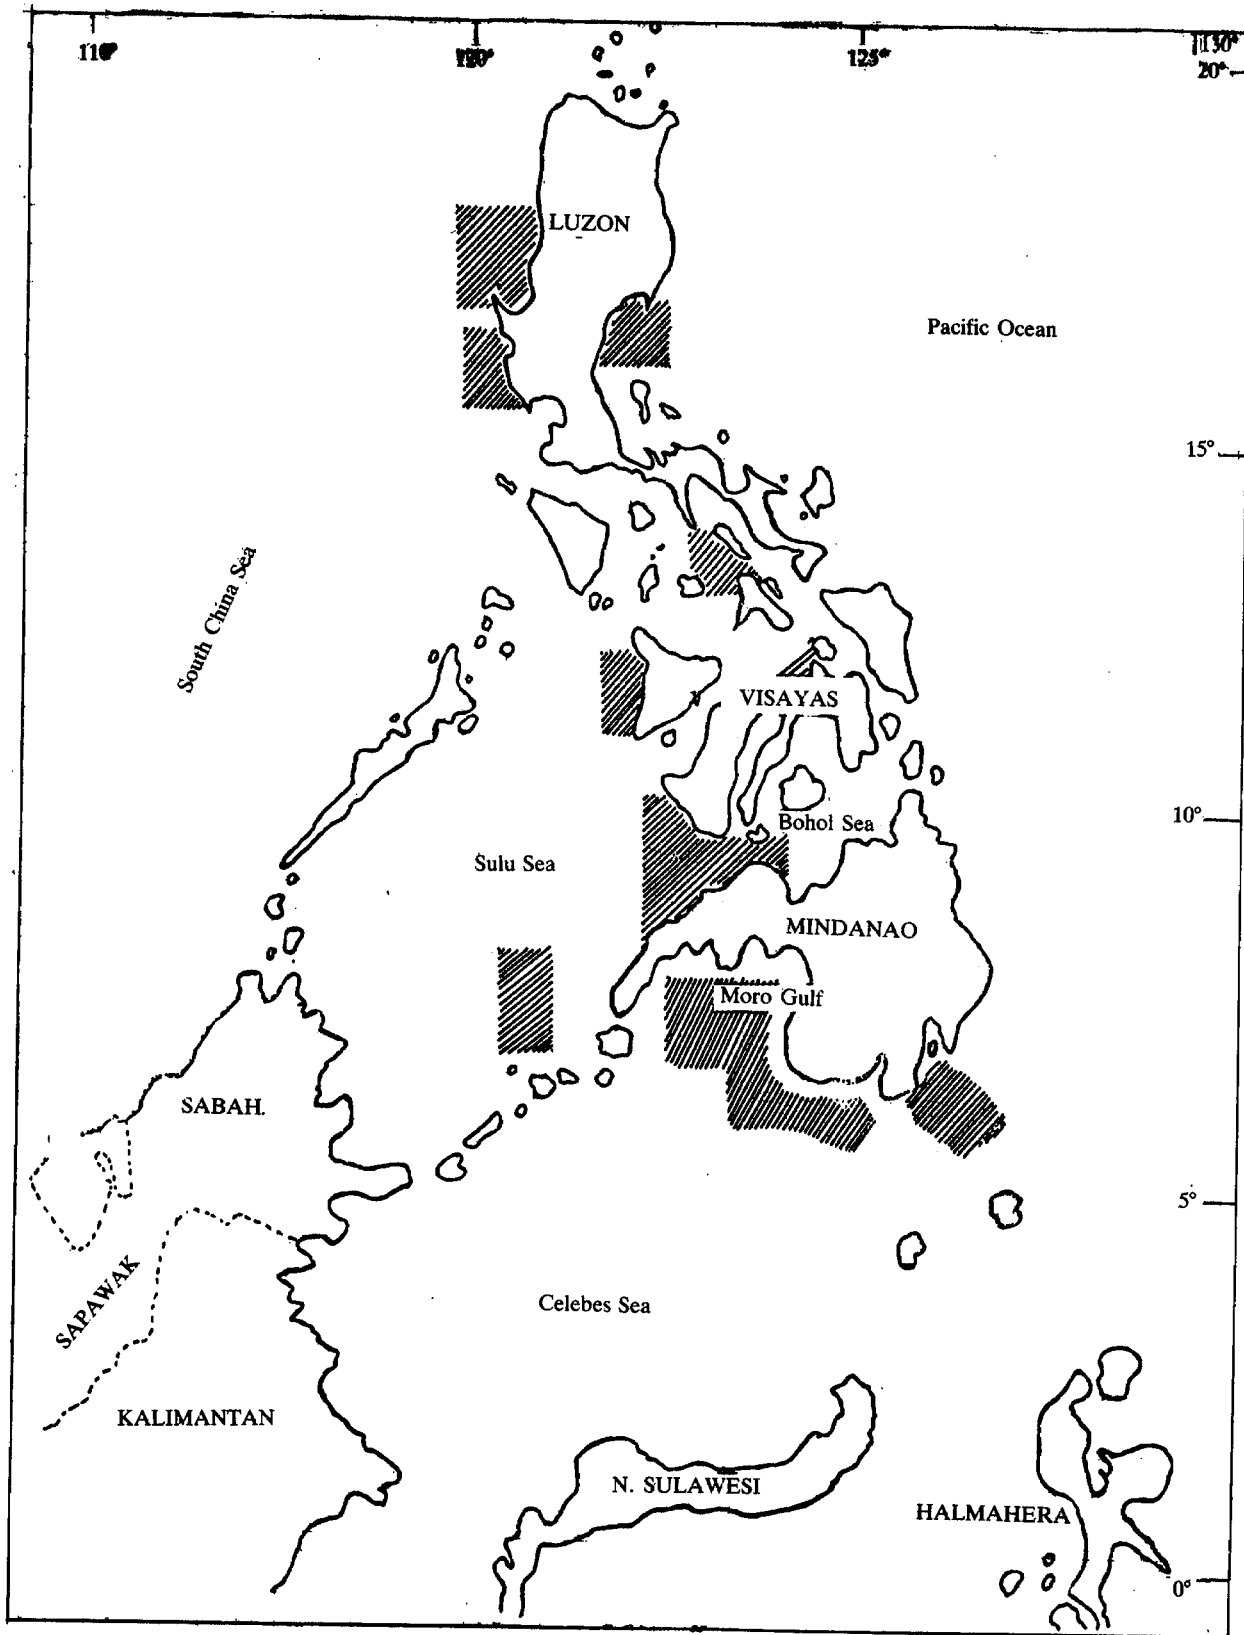 120°
125°
130°
20°
LUZON
Pacific Ocean
15°
South China Sea
VISAYAS
10°
Bohol Sea
Sulu Sea
MINDANAO
Moro Gulf
SABAH.
5°
SAPAWAK
Celebes Sea
KALIMANTAN
N. SULAWESI
HALMAHERA
0°